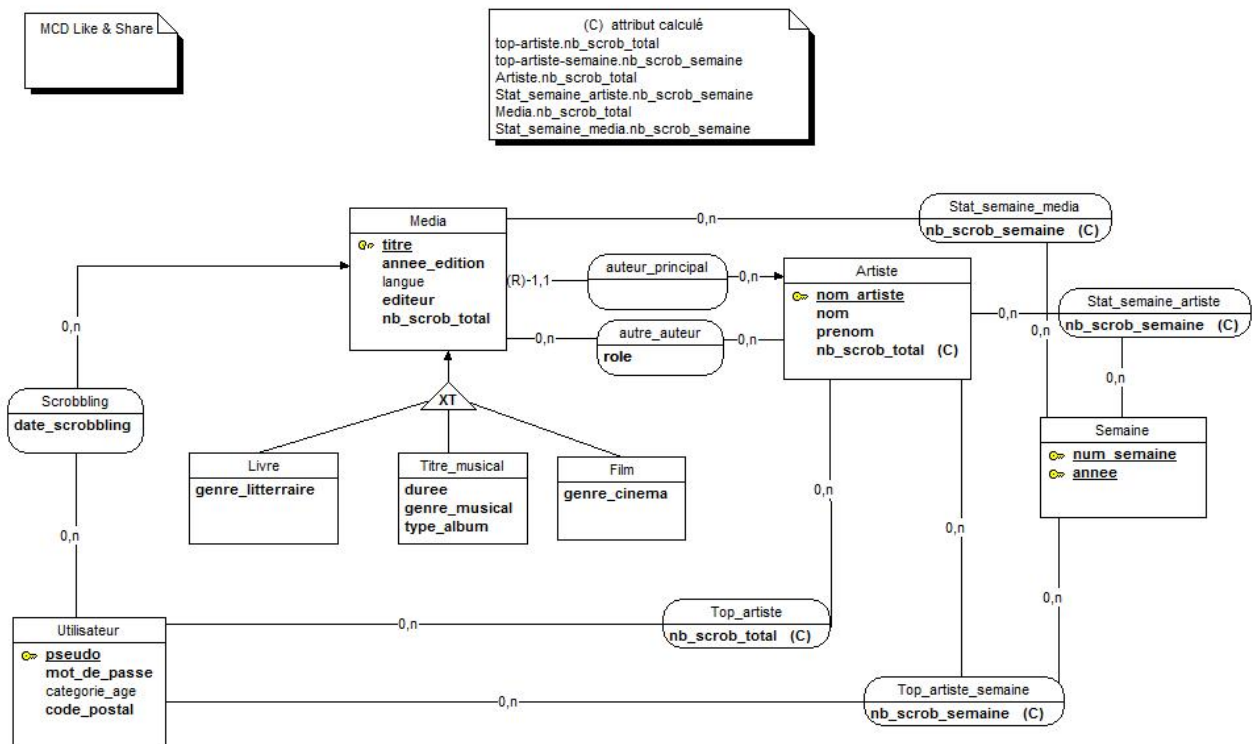 MCD Like & Share
(C) attribut calculé
top-artiste.nb_scrob_total
top-artiste-semaine.nb_scrob_semaine
Artiste.nb_scrob_total
Stat_semaine_artiste.nb_scrob_semaine
Media.nb_scrob_total
Stat_semaine_media.nb_scrob_semaine
Media
titre
annee_edition
langue
editeur
nb_scrob_total
0,n
Stat_semaine_media
nb_scrob_semaine (C)
(R)-1,1
auteur_principal
0,n
0,n
autre_auteur
role
0,n
Artiste
nom_artiste
nom
prenom
nb_scrob_total (C)
0,n
Stat_semaine_artiste
nb_scrob_semaine (C)
0,n
0,n
0,n
Scrobbling
date_scrobbling
XT
Livre
genre_litterraire
Titre_musical
duree
genre_musical
type_album
Film
genre_cinema
Semaine
num_semaine
annee
0,n
0,n
0,n
0,n
Utilisateur
pseudo
mot_de_passe
categorie_age
code_postal
0,n
Top_artiste
nb_scrob_total (C)
0,n
Top_artiste_semaine
nb_scrob_semaine (C)